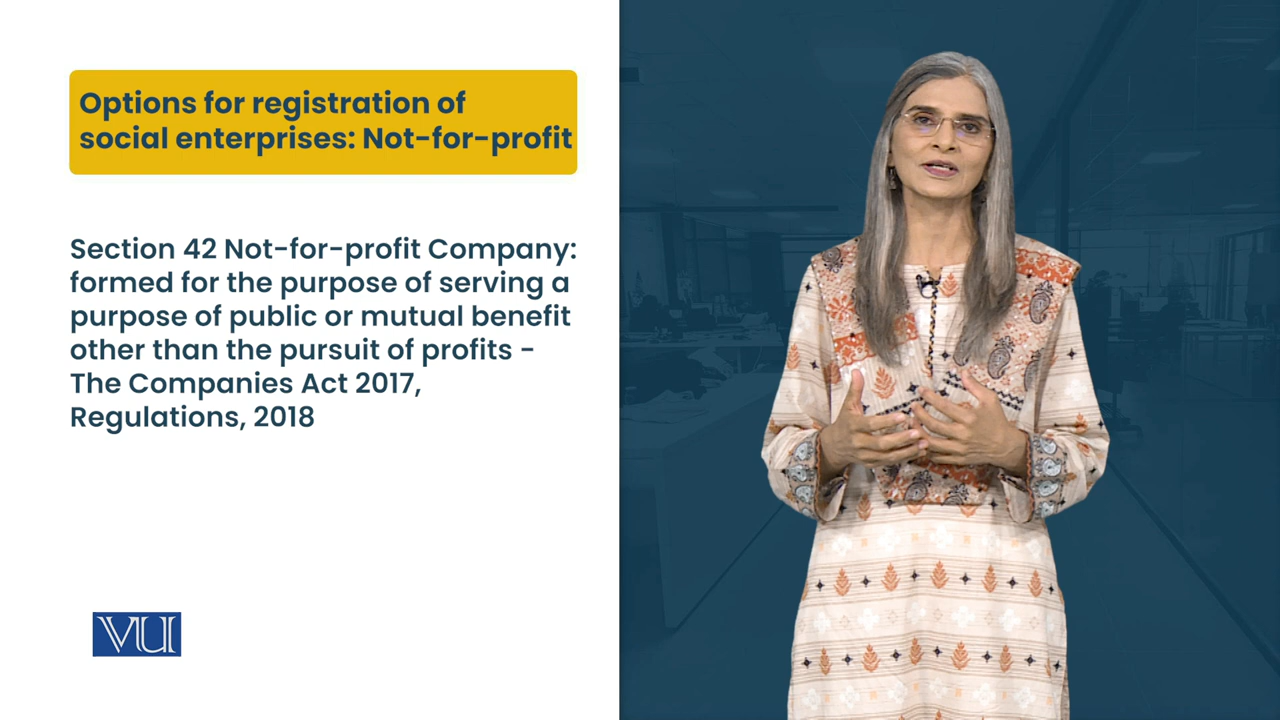 Options for registration of
social enterprises: Not-for-profit
Section 42 Not-for-profit Company:
formed for the purpose of serving a
purpose of public or mutual benefit
other than the pursuit of profits -
The Companies Act 2017,
Regulations, 2018
VU